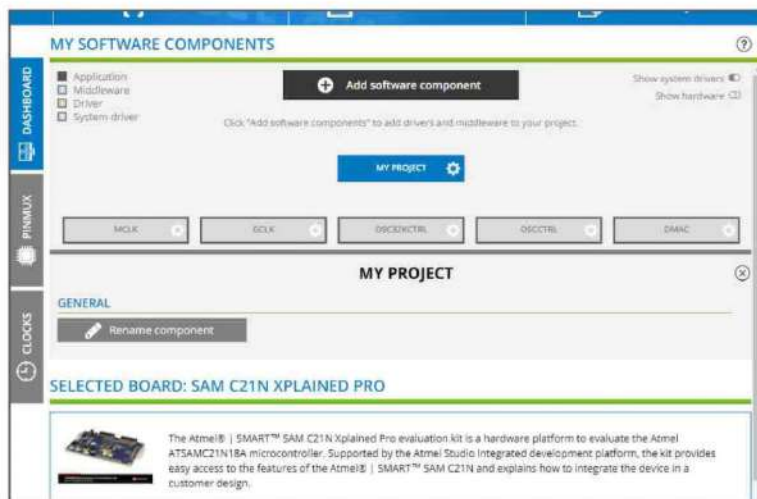 MY SOFTWARE COMPONENTS
DASHBOARD
PINMUX
CLOCKS
Application
Middleware
Driver
System driver
Add software component
Show system drivers
Show hardware
Click "Add software components" to add drivers and middleware to your project.
MY PROJECT
MCLK
GCLK
OSC32KCTRL
OSCCTRL
DMAC
MY PROJECT
GENERAL
Rename component
SELECTED BOARD: SAM C21N XPLAINED PRO
The Atmel® | SMART™ SAM C21N Xplained Pro evaluation kit is a hardware platform to evaluate the Atmel
ATSAMC21N18A microcontroller. Supported by the Atmel Studio integrated development platform, the kit provides
easy access to the features of the Atmel® | SMART™ SAM C21N and explains how to integrate the device in a
customer design.